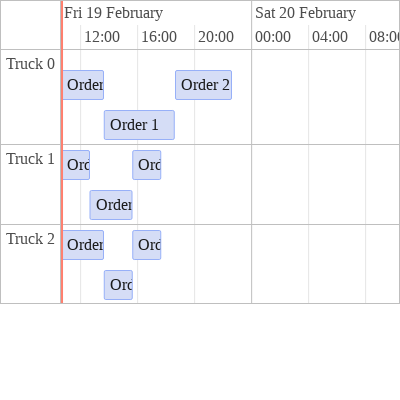 Fri 19 February
Sat 20 February
12:00 16:00 20:00 00:00 04:00 08:00
Truck 0
Order
Order 2
Order 1
Truck 1
Ord
Ord
Order
Truck 2
Order
Ord
Ord